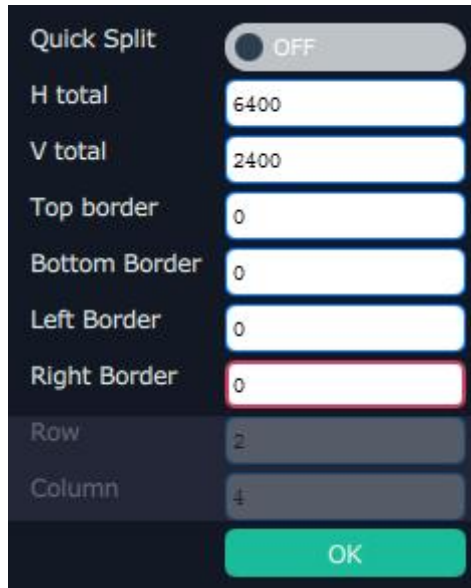 Quick Split OFF
H total 6400
V total 2400
Top border 0
Bottom Border 0
Left Border 0
Right Border 0
Row 2
Column 4
OK